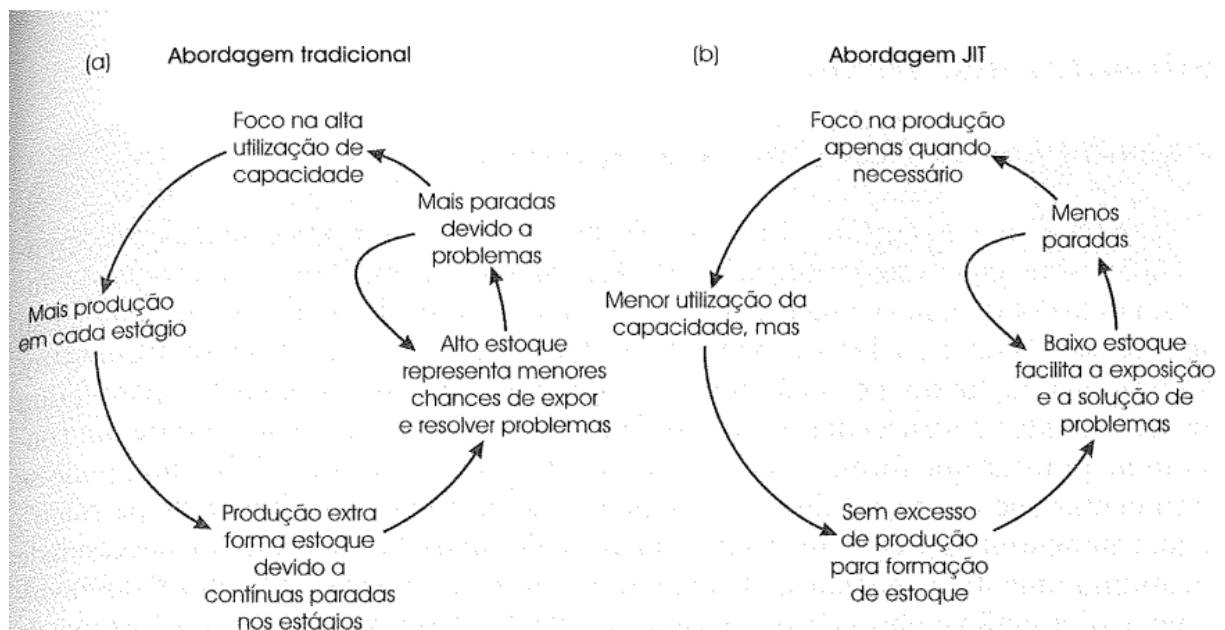 (a) Abordagem tradicional
Foco na alta
utilização de
capacidade
Mais paradas
devido a
problemas
Mais produção
em cada estágio
Alto estoque
representa menores
chances de expor
e resolver problemas
Produção extra
forma estoque
devido a
contínuas paradas
nos estágios
(b) Abordagem JIT
Foco na produção
apenas quando
necessário
Menos
paradas
Menor utilização da
capacidade, mas
Baixo estoque
facilita a exposição
e a solução de
problemas
Sem excesso
de produção
para formação
de estoque